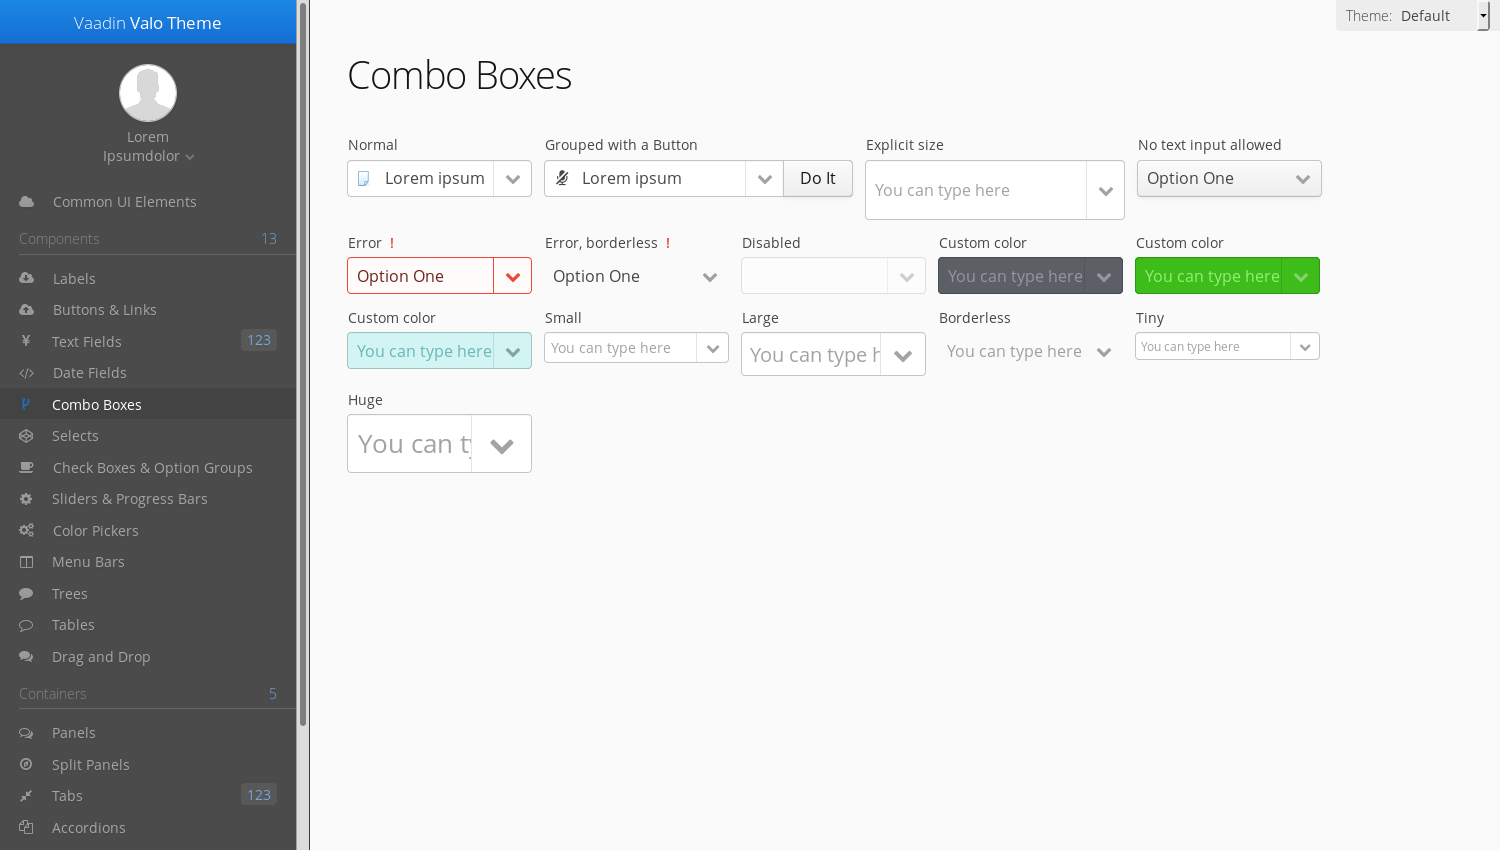 Vaadin Valo Theme
Lorem
Ipsumdolor
Common UI Elements
Components 13
Labels
Buttons & Links
Text Fields 123
Date Fields
Combo Boxes
Selects
Check Boxes & Option Groups
Sliders & Progress Bars
Color Pickers
Menu Bars
Trees
Tables
Drag and Drop
Containers 5
Panels
Split Panels
Tabs 123
Accordions
Theme: Default
Combo Boxes
Normal Grouped with a Button Explicit size No text input allowed
Lorem ipsum Lorem ipsum Do It You can type here Option One
Error ! Error, borderless ! Disabled Custom color Custom color
Option One Option One You can type here You can type here
Custom color Small Large Borderless Tiny
You can type here You can type here You can type h You can type here You can type here
Huge
You can ty